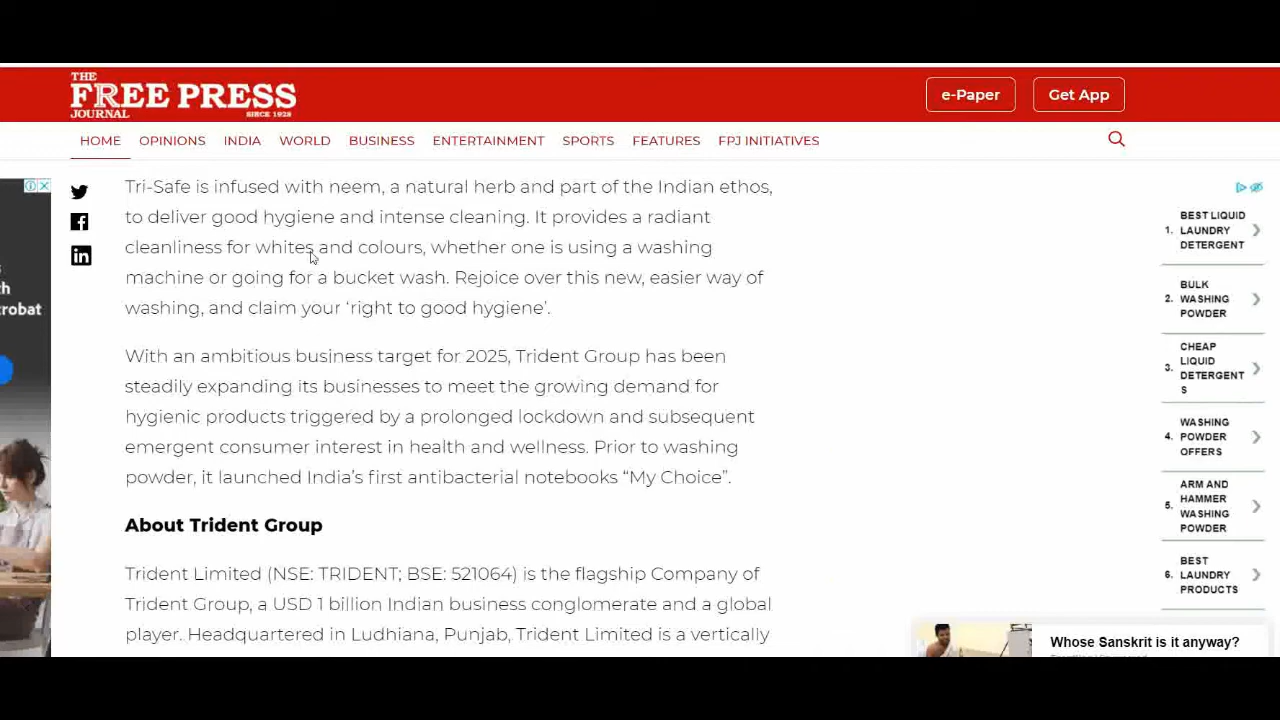 THE
FREE PRESS
JOURNAL
SINCE 1928
e-Paper
Get App
HOME
OPINIONS
INDIA
WORLD
BUSINESS
ENTERTAINMENT
SPORTS
FEATURES
FPJ INITIATIVES
Tri-Safe is infused with neem, a natural herb and part of the Indian ethos,
to deliver good hygiene and intense cleaning. It provides a radiant
cleanliness for whites and colours, whether one is using a washing
machine or going for a bucket wash. Rejoice over this new, easier way of
washing, and claim your ‘right to good hygiene’.
With an ambitious business target for 2025, Trident Group has been
steadily expanding its businesses to meet the growing demand for
hygienic products triggered by a prolonged lockdown and subsequent
emergent consumer interest in health and wellness. Prior to washing
powder, it launched India’s first antibacterial notebooks “My Choice”.
About Trident Group
Trident Limited (NSE: TRIDENT; BSE: 521064) is the flagship Company of
Trident Group, a USD 1 billion Indian business conglomerate and a global
player. Headquartered in Ludhiana, Punjab, Trident Limited is a vertically
BEST LIQUID
1. LAUNDRY
DETERGENT
BULK
2. WASHING
POWDER
CHEAP
LIQUID
3. DETERGENT
S
WASHING
4. POWDER
OFFERS
ARM AND
HAMMER
5. WASHING
POWDER
BEST
6. LAUNDRY
PRODUCTS
Whose Sanskrit is it anyway?